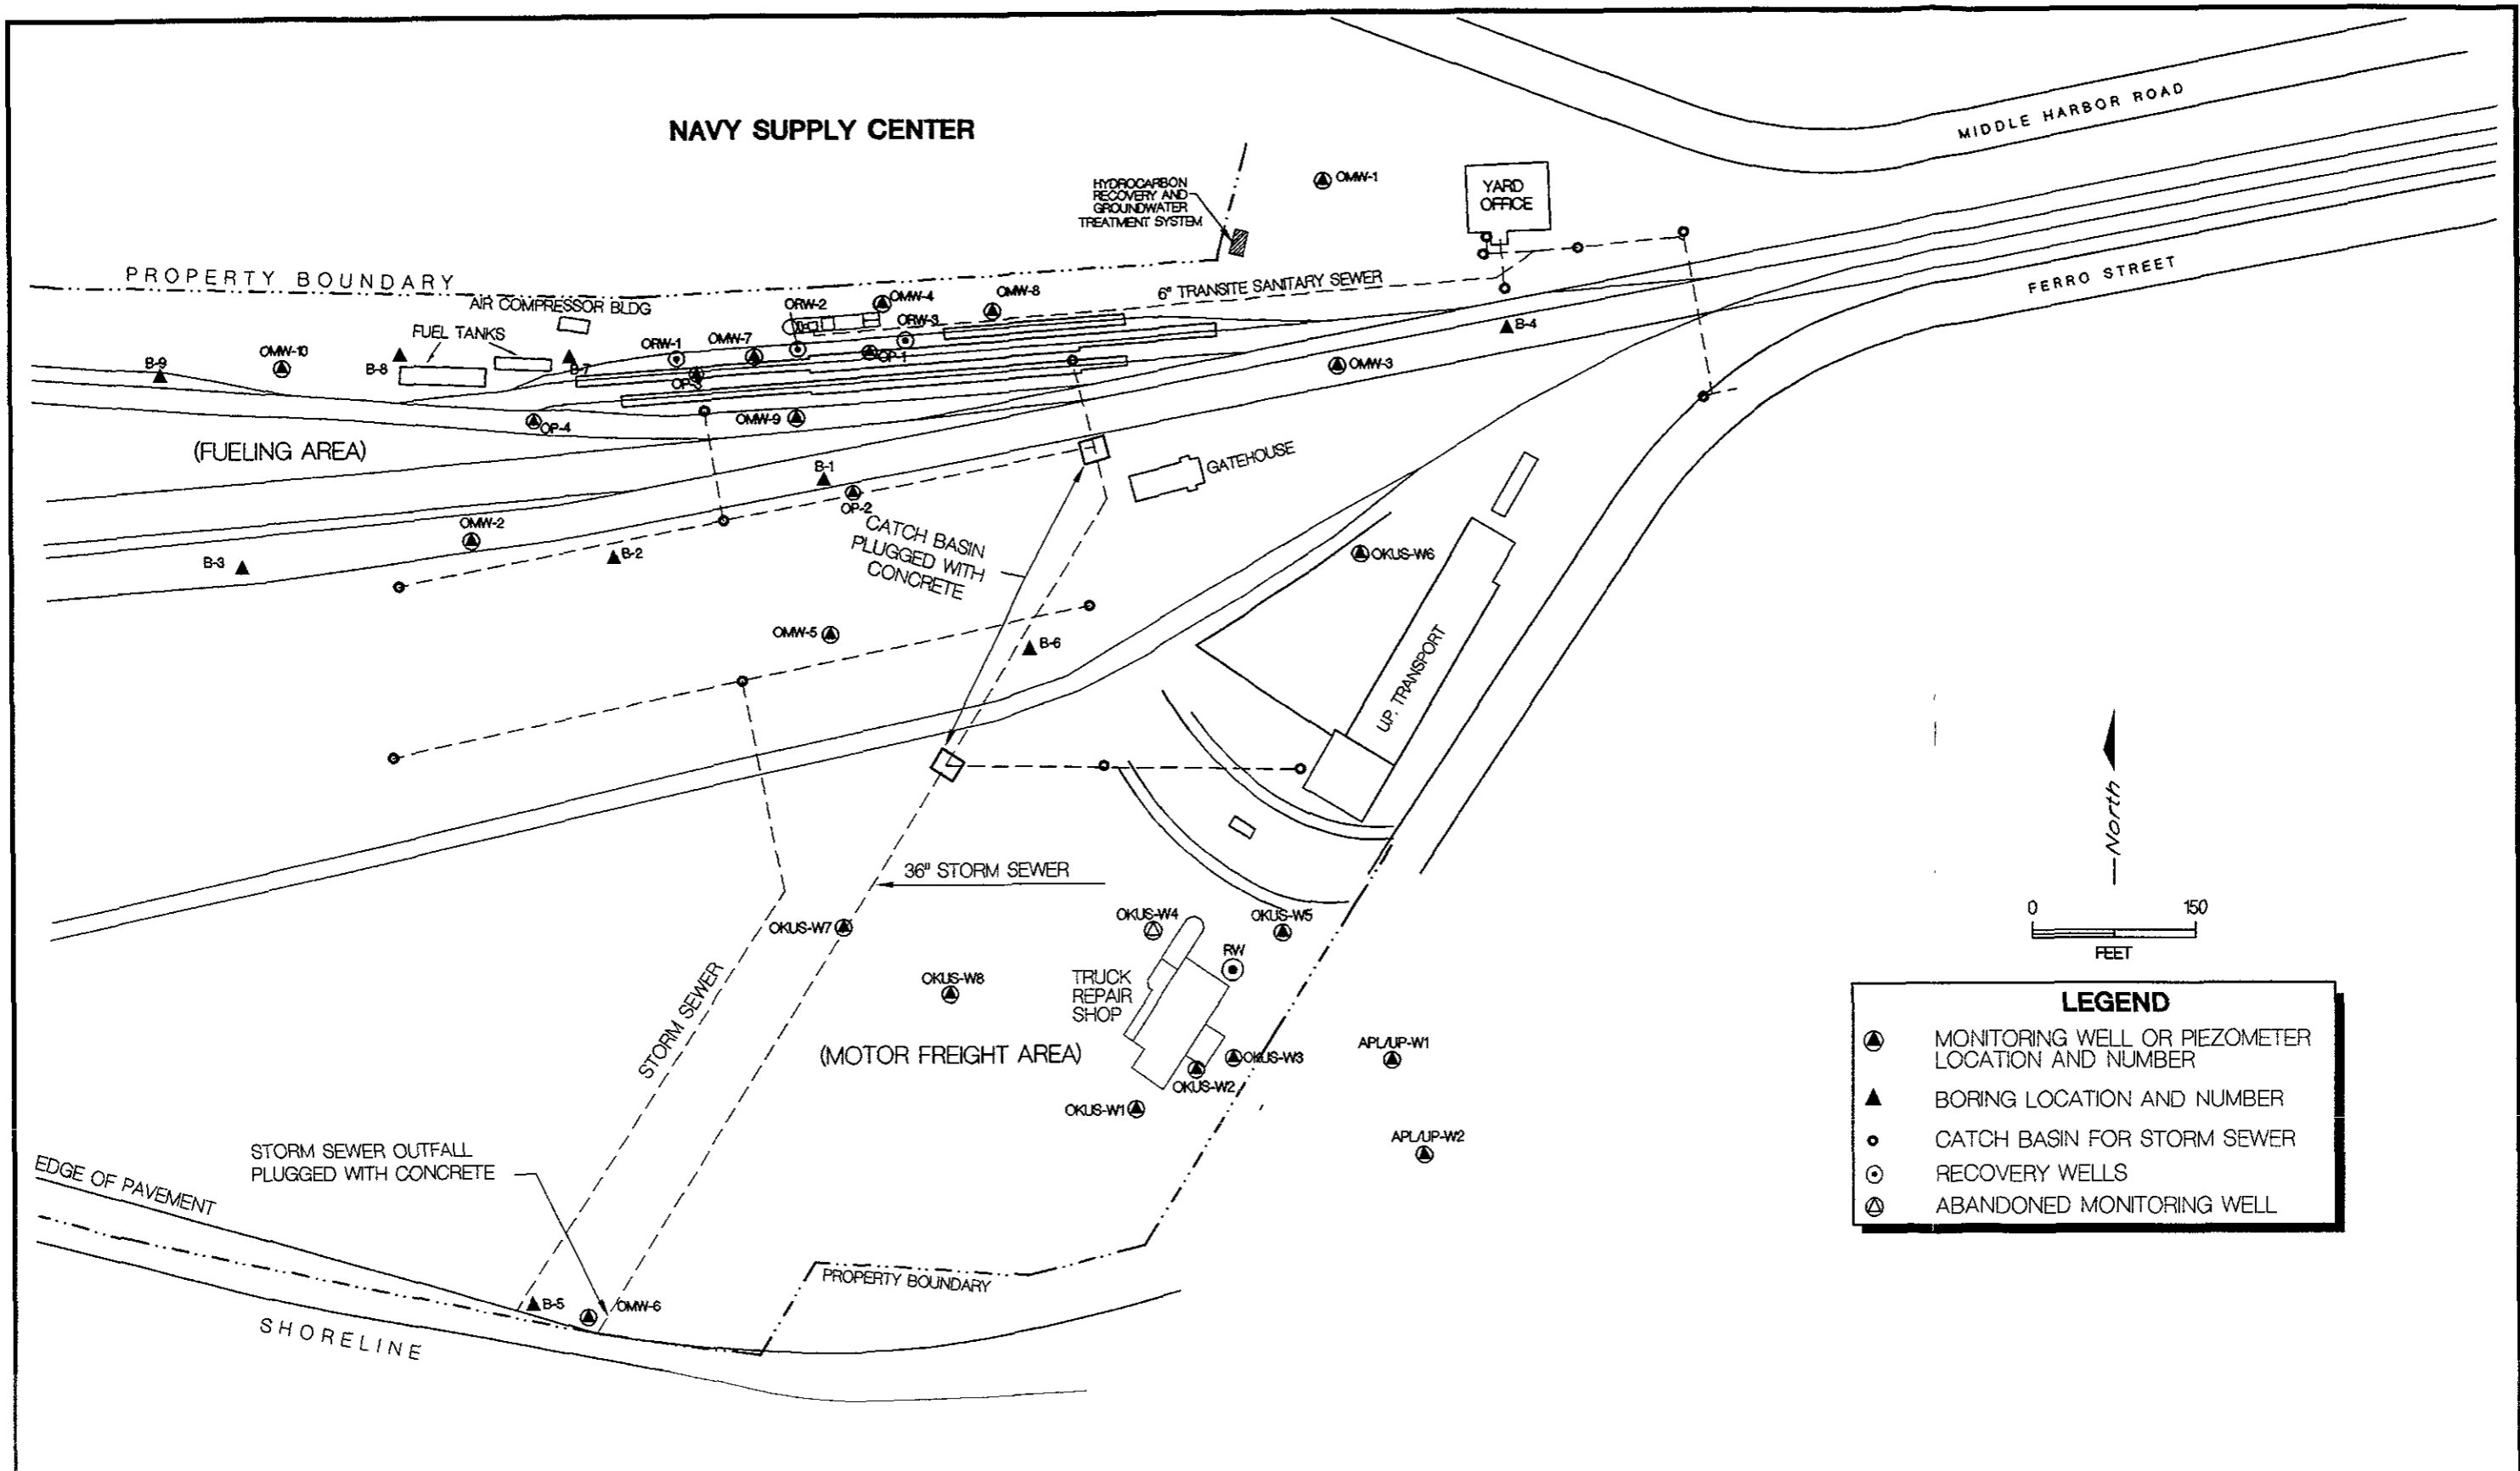 NAVY SUPPLY CENTER
MIDDLE HARBOR ROAD
HYDROCARBON
RECOVERY AND
GROUNDWATER
TREATMENT SYSTEM
OMW-1
YARD
OFFICE
FERRO STREET
PROPERTY BOUNDARY
AIR COMPRESSOR BLDG
6" TRANSITE SANITARY SEWER
ORW-2
OMW-4
OMW-8
FUEL TANKS
ORW-3
ORW-1
OMW-7
OP-1
B-4
B-9
OMW-10
B-8
B-7
OP-3
OMW-3
OP-4
OMW-9
(FUELING AREA)
GATEHOUSE
B-1
OP-2
OMW-2
B-3
B-2
CATCH BASIN
PLUGGED WITH
CONCRETE
OKUS-W6
OMW-5
B-6
U.P. TRANSPORT
North
36" STORM SEWER
OKUS-W7
OKUS-W4
OKUS-W5
RW
OKUS-W8
TRUCK
REPAIR
SHOP
STORM SEWER
(MOTOR FREIGHT AREA)
OKUS-W3
OKUS-W2
OKUS-W1
APL/UP-W1
APL/UP-W2
0 150
FEET
LEGEND
MONITORING WELL OR PIEZOMETER
LOCATION AND NUMBER
BORING LOCATION AND NUMBER
CATCH BASIN FOR STORM SEWER
RECOVERY WELLS
ABANDONED MONITORING WELL
STORM SEWER OUTFALL
PLUGGED WITH CONCRETE
EDGE OF PAVEMENT
PROPERTY BOUNDARY
B-5
OMW-6
SHORELINE